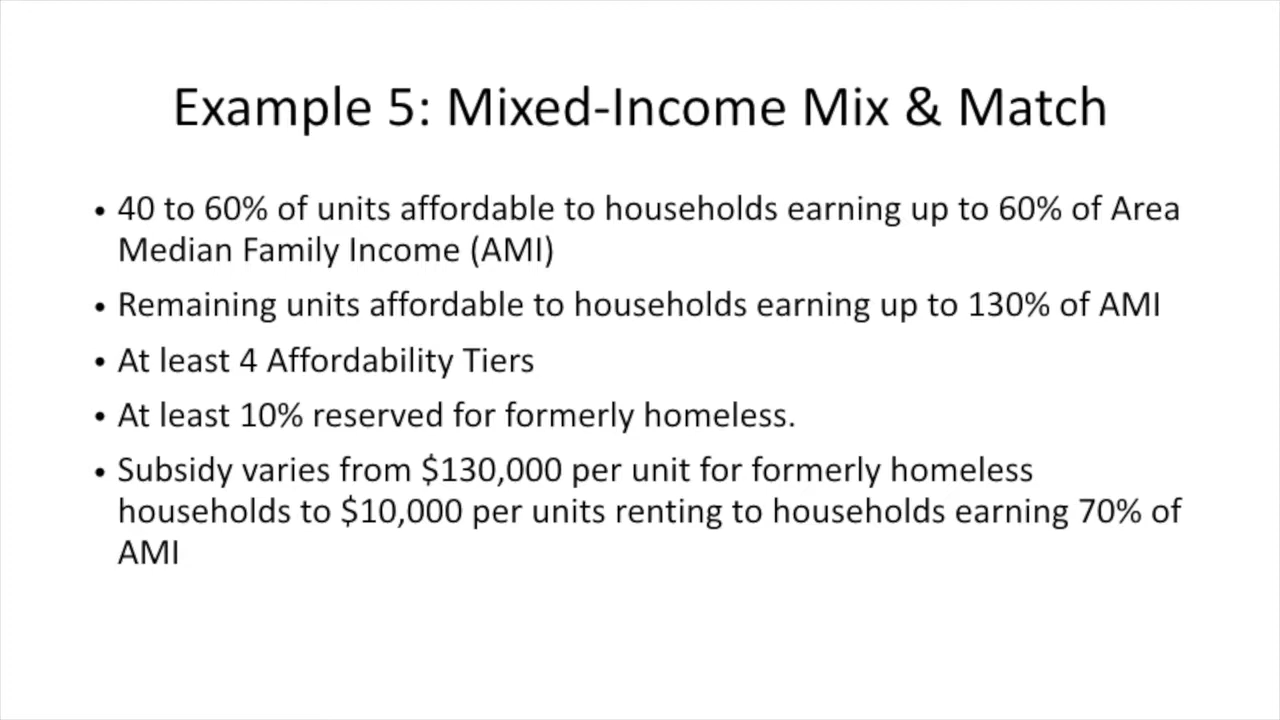 Example 5: Mixed-Income Mix & Match
• 40 to 60% of units affordable to households earning up to 60% of Area
Median Family Income (AMI)
• Remaining units affordable to households earning up to 130% of AMI
• At least 4 Affordability Tiers
• At least 10% reserved for formerly homeless.
• Subsidy varies from $130,000 per unit for formerly homeless
households to $10,000 per units renting to households earning 70% of
AMI